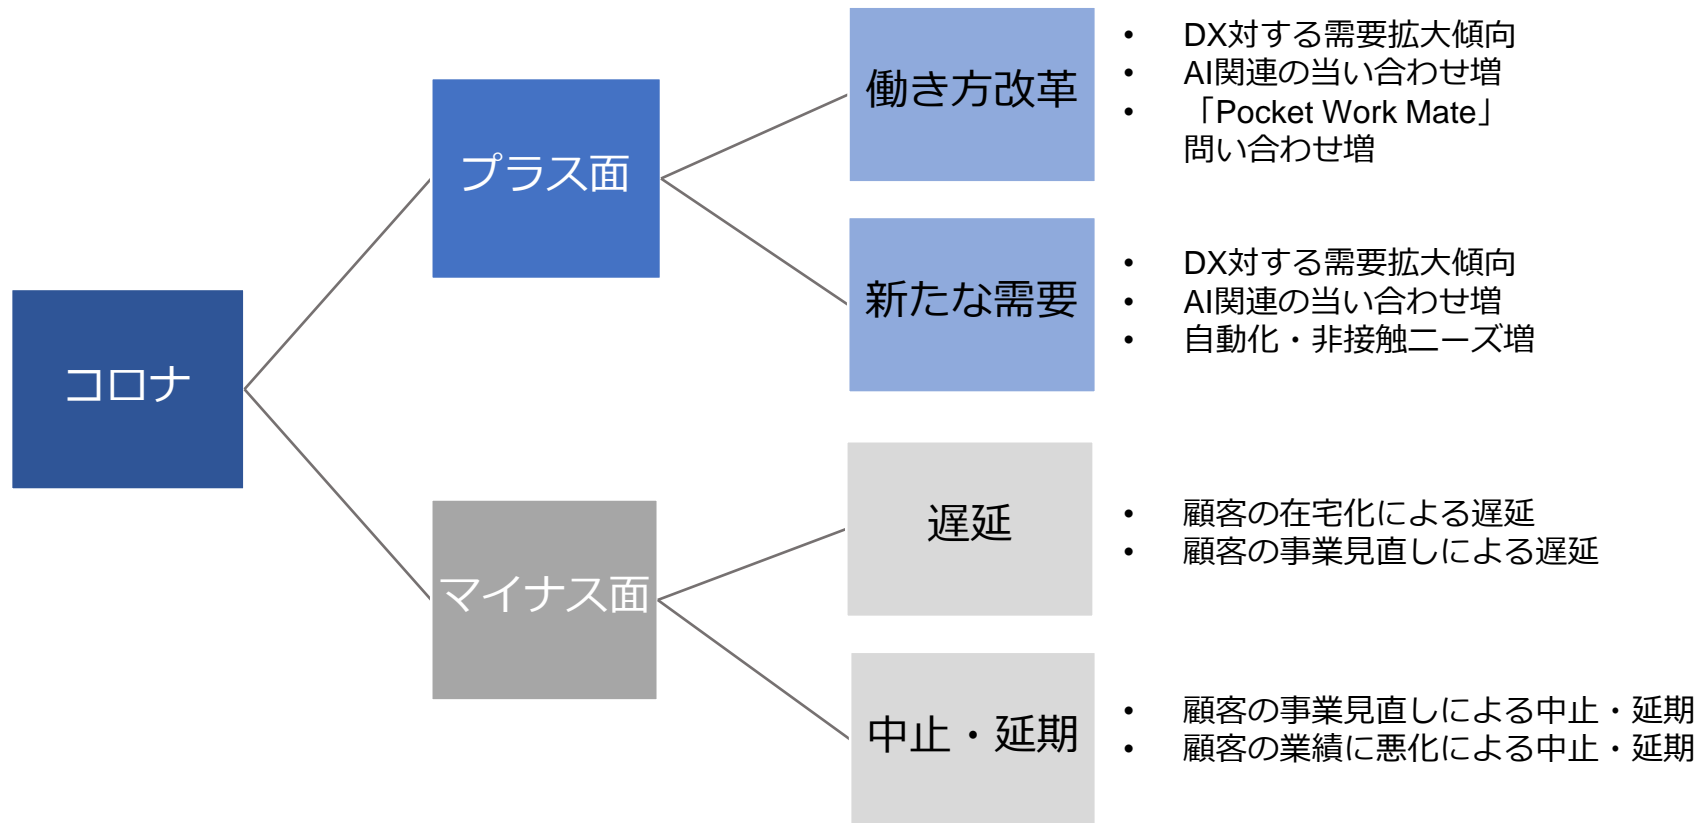 コロナ
プラス面
働き方改革
• DX対する需要拡大傾向
• AI関連の当い合わせ増
• 「Pocket Work Mate」
問い合わせ増
新たな需要
• DX対する需要拡大傾向
• AI関連の当い合わせ増
• 自動化・非接触ニーズ増
マイナス面
遅延
• 顧客の在宅化による遅延
• 顧客の事業見直しによる遅延
中止・延期
• 顧客の事業見直しによる中止・延期
• 顧客の業績に悪化による中止・延期